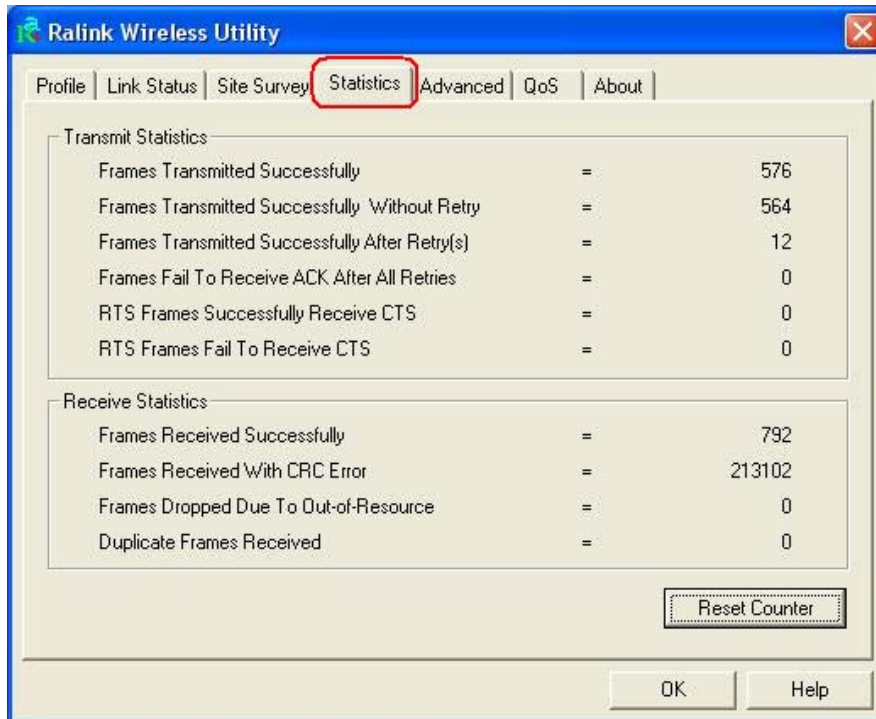 Ralink Wireless Utility
Profile Link Status Site Survey Statistics Advanced QoS About
Transmit Statistics
Frames Transmitted Successfully = 576
Frames Transmitted Successfully Without Retry = 564
Frames Transmitted Successfully After Retry(s) = 12
Frames Fail To Receive ACK After All Retries = 0
RTS Frames Successfully Receive CTS = 0
RTS Frames Fail To Receive CTS = 0
Receive Statistics
Frames Received Successfully = 792
Frames Received With CRC Error = 213102
Frames Dropped Due To Out-of-Resource = 0
Duplicate Frames Received = 0
Reset Counter
OK Help